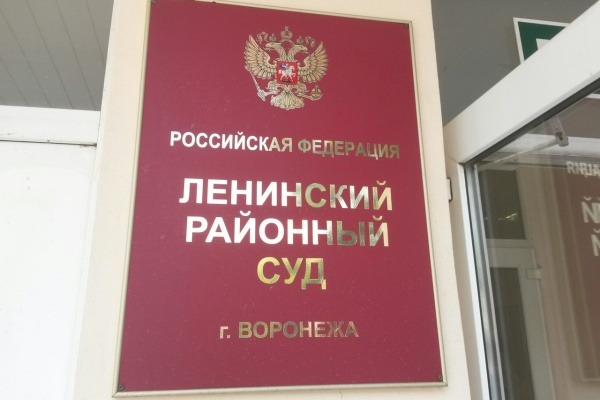 РОССИЙСКАЯ ФЕДЕРАЦИЯ
ЛЕНИНСКИЙ
РАЙОННЫЙ
СУД
г. ВОРОНЕЖА